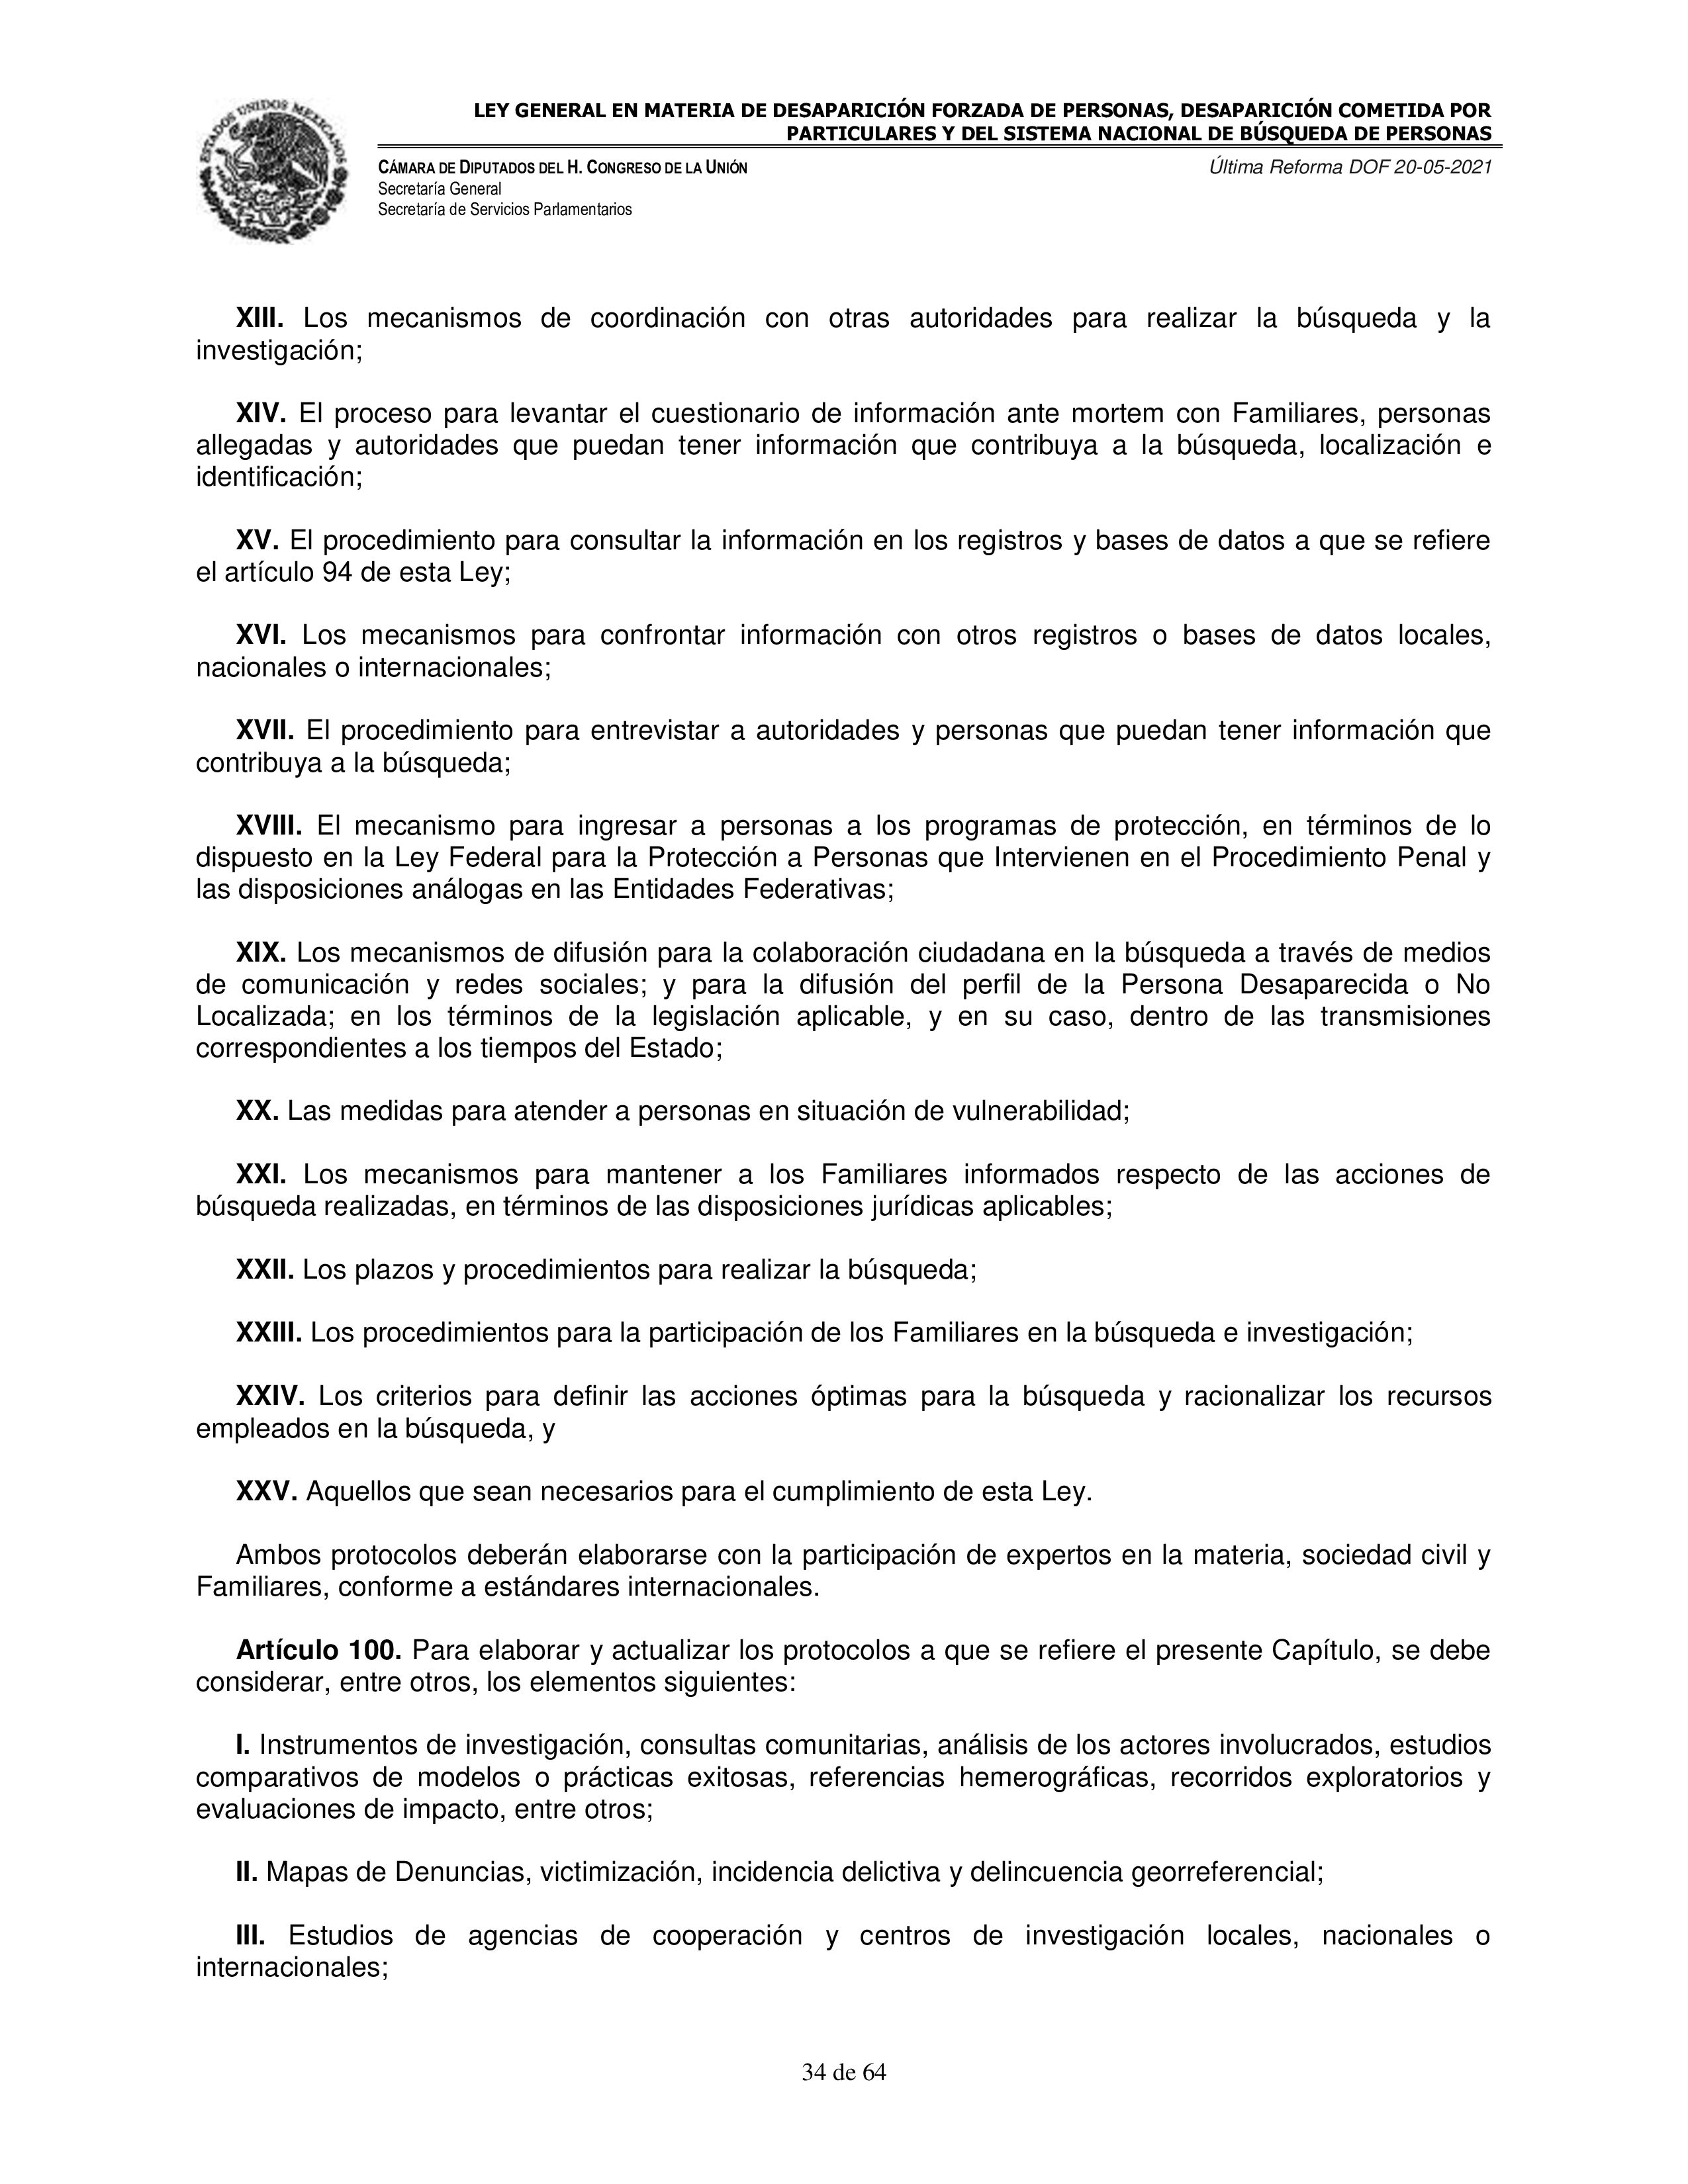 ESTADOS UNIDOS MEXICANOS
LEY GENERAL EN MATERIA DE DESAPARICIÓN FORZADA DE PERSONAS, DESAPARICIÓN COMETIDA POR
PARTICULARES Y DEL SISTEMA NACIONAL DE BÚSQUEDA DE PERSONAS
CÁMARA DE DIPUTADOS DEL H. CONGRESO DE LA UNIÓN
Última Reforma DOF 20-05-2021
Secretaría General
Secretaría de Servicios Parlamentarios
XIII. Los mecanismos de coordinación con otras autoridades para realizar la búsqueda y la
investigación;
XIV. El proceso para levantar el cuestionario de información ante mortem con Familiares, personas
allegadas y autoridades que puedan tener información que contribuya a la búsqueda, localización e
identificación;
XV. El procedimiento para consultar la información en los registros y bases de datos a que se refiere
el artículo 94 de esta Ley;
XVI. Los mecanismos para confrontar información con otros registros o bases de datos locales,
nacionales o internacionales;
XVII. El procedimiento para entrevistar a autoridades y personas que puedan tener información que
contribuya a la búsqueda;
XVIII. El mecanismo para ingresar a personas a los programas de protección, en términos de lo
dispuesto en la Ley Federal para la Protección a Personas que Intervienen en el Procedimiento Penal y
las disposiciones análogas en las Entidades Federativas;
XIX. Los mecanismos de difusión para la colaboración ciudadana en la búsqueda a través de medios
de comunicación y redes sociales; y para la difusión del perfil de la Persona Desaparecida o No
Localizada; en los términos de la legislación aplicable, y en su caso, dentro de las transmisiones
correspondientes a los tiempos del Estado;
XX. Las medidas para atender a personas en situación de vulnerabilidad;
XXI. Los mecanismos para mantener a los Familiares informados respecto de las acciones de
búsqueda realizadas, en términos de las disposiciones jurídicas aplicables;
XXII. Los plazos y procedimientos para realizar la búsqueda;
XXIII. Los procedimientos para la participación de los Familiares en la búsqueda e investigación;
XXIV. Los criterios para definir las acciones óptimas para la búsqueda y racionalizar los recursos
empleados en la búsqueda, y
XXV. Aquellos que sean necesarios para el cumplimiento de esta Ley.
Ambos protocolos deberán elaborarse con la participación de expertos en la materia, sociedad civil y
Familiares, conforme a estándares internacionales.
Artículo 100. Para elaborar y actualizar los protocolos a que se refiere el presente Capítulo, se debe
considerar, entre otros, los elementos siguientes:
I. Instrumentos de investigación, consultas comunitarias, análisis de los actores involucrados, estudios
comparativos de modelos o prácticas exitosas, referencias hemerográficas, recorridos exploratorios y
evaluaciones de impacto, entre otros;
II. Mapas de Denuncias, victimización, incidencia delictiva y delincuencia georreferencial;
III. Estudios de agencias de cooperación y centros de investigación locales, nacionales o
internacionales;
34 de 64